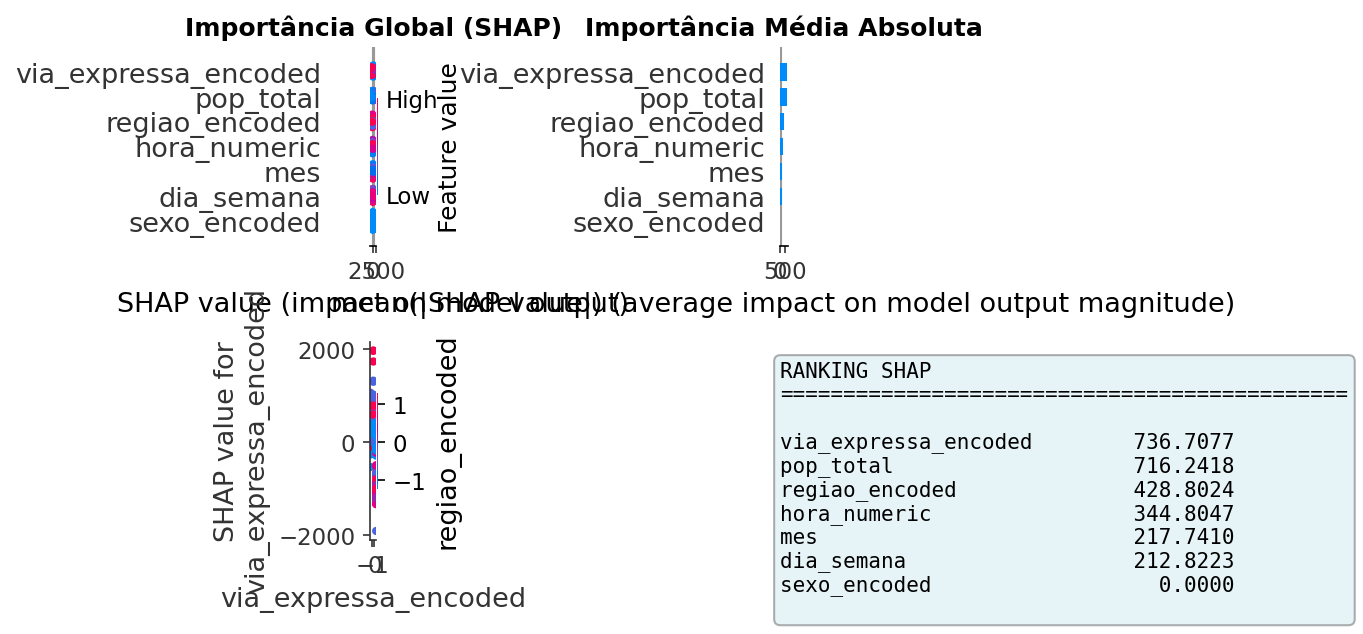 Importância Global (SHAP)
via_expressa_encoded
pop_total
regiao_encoded
hora_numeric
mes
dia_semana
sexo_encoded
High
Low
Feature value
0
2500
SHAP value (impact on model output)
Importância Média Absoluta
via_expressa_encoded
pop_total
regiao_encoded
hora_numeric
mes
dia_semana
sexo_encoded
0
500
mean(|SHAP value|) (average impact on model output magnitude)
SHAP value for
via_expressa_encoded
2000
0
−2000
−1
0
via_expressa_encoded
1
0
−1
regiao_encoded
RANKING SHAP
=============================================
via_expressa_encoded 736.7077
pop_total 716.2418
regiao_encoded 428.8024
hora_numeric 344.8047
mes 217.7410
dia_semana 212.8223
sexo_encoded 0.0000